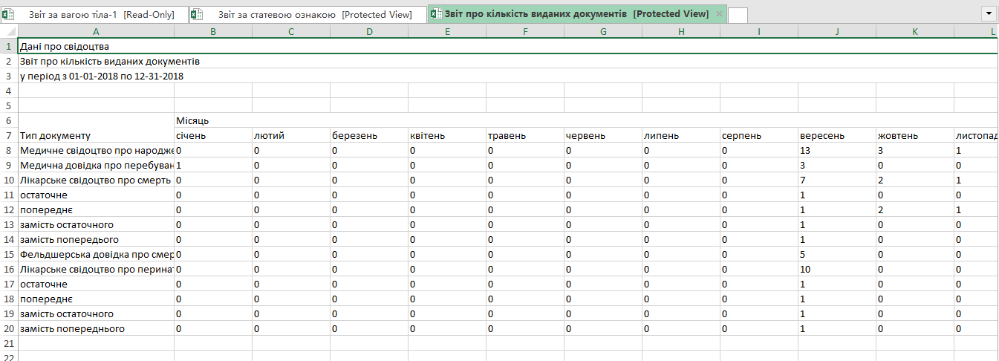 Звіт за вагою тіла-1 [Read-Only] Звіт за статевою ознакою [Protected View] Звіт про кількість виданих документів [Protected View]
A B C D E F G H I J K L
1 Дані про свідоцтва
2 Звіт про кількість виданих документів
3 у період з 01-01-2018 по 12-31-2018
4
5
6 Місяць
7 Тип документу січень лютий березень квітень травень червень липень серпень вересень жовтень листопад
8 Медичне свідоцтво про народже 0 0 0 0 0 0 0 0 13 3 1
9 Медична довідка про перебуван 1 0 0 0 0 0 0 0 3 0 0
10 Лікарське свідоцтво про смерть 0 0 0 0 0 0 0 0 7 2 1
11 остаточне 0 0 0 0 0 0 0 0 1 0 0
12 попереднє 0 0 0 0 0 0 0 0 1 2 1
13 замість остаточного 0 0 0 0 0 0 0 0 1 0 0
14 замість попередього 0 0 0 0 0 0 0 0 1 0 0
15 Фельдшерська довідка про смер 0 0 0 0 0 0 0 0 5 0 0
16 Лікарське свідоцтво про перинат 0 0 0 0 0 0 0 0 10 0 0
17 остаточне 0 0 0 0 0 0 0 0 1 0 0
18 попереднє 0 0 0 0 0 0 0 0 1 0 0
19 замість остаточного 0 0 0 0 0 0 0 0 1 0 0
20 замість попереднього 0 0 0 0 0 0 0 0 1 0 0
21
22